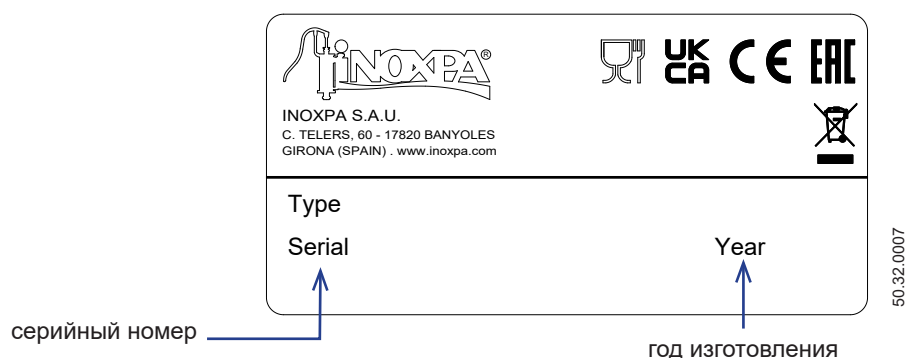 INOXPA®
UK
CA CE EAC
INOXPA S.A.U.
C. TELERS, 60 - 17820 BANYOLES
GIRONA (SPAIN) . www.inoxpa.com
Type
Serial
Year
50.32.0007
серийный номер
год изготовления